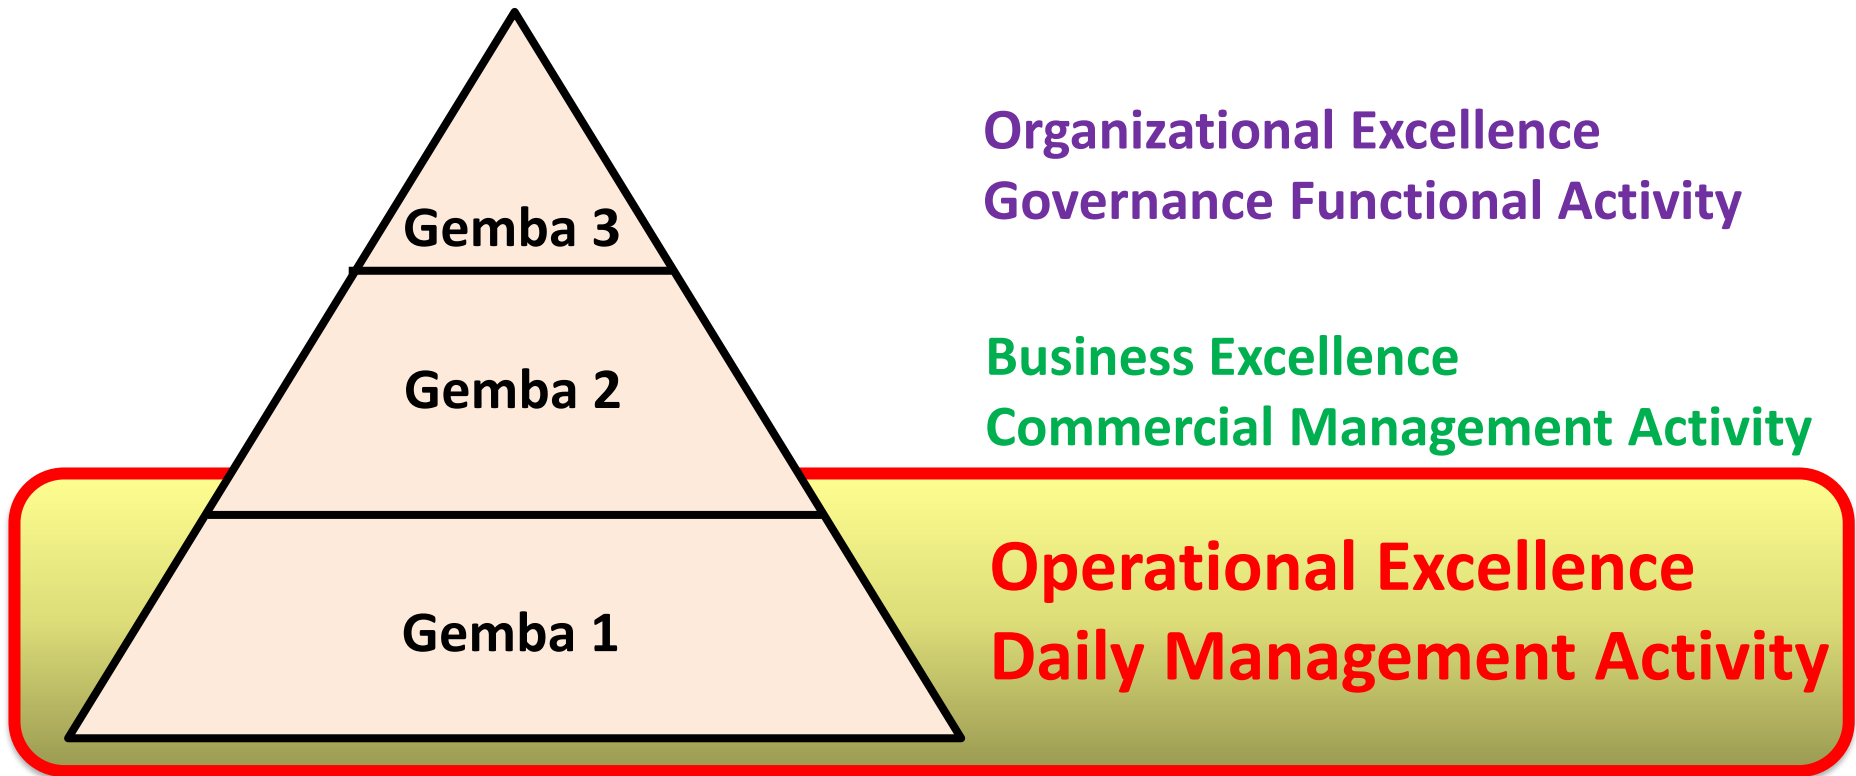 Organizational Excellence
Governance Functional Activity
Gemba 3
Business Excellence
Gemba 2
Commercial Management Activity
Operational Excellence
Gemba 1
Daily Management Activity